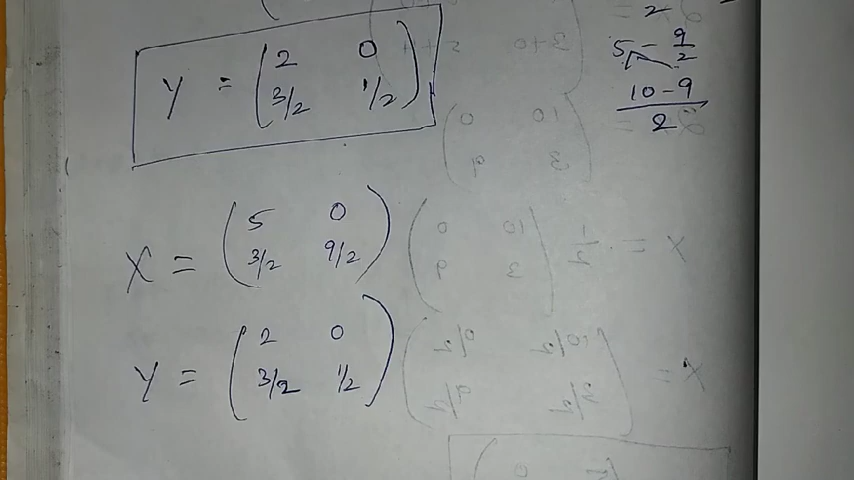 Y = (2 0
3/2 1/2)
5 - 9/2
10-9
2
X = (5 0
3/2 9/2)
Y = (2 0
3/2 1/2)